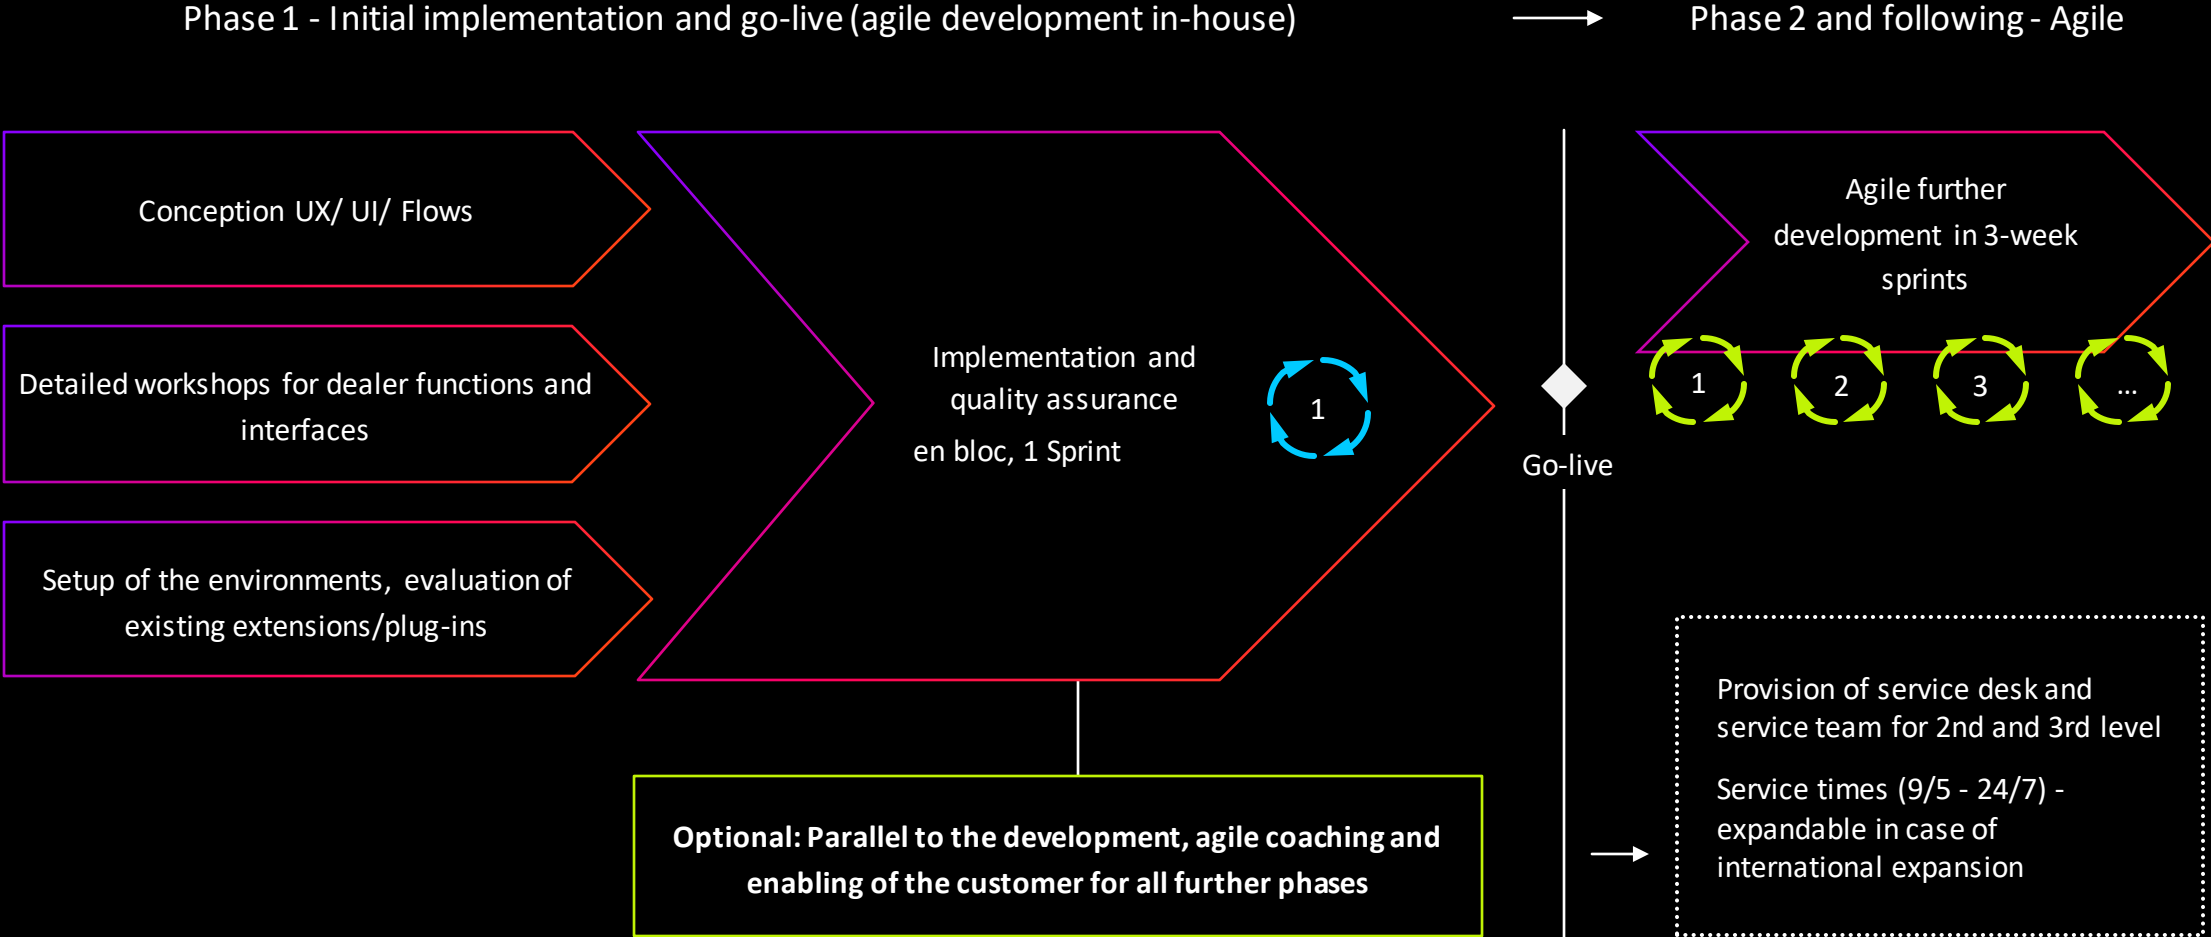 Phase 1 - Initial implementation and go-live (agile development in-house)
Phase 2 and following - Agile
Conception UX/ UI/ Flows
Detailed workshops for dealer functions and
interfaces
Setup of the environments, evaluation of
existing extensions/plug-ins
Implementation and
quality assurance
en bloc, 1 Sprint
1
Optional: Parallel to the development, agile coaching and
enabling of the customer for all further phases
Go-live
Agile further
development in 3-week
sprints
1
2
3
...
Provision of service desk and
service team for 2nd and 3rd level
Service times (9/5 - 24/7) -
expandable in case of
international expansion